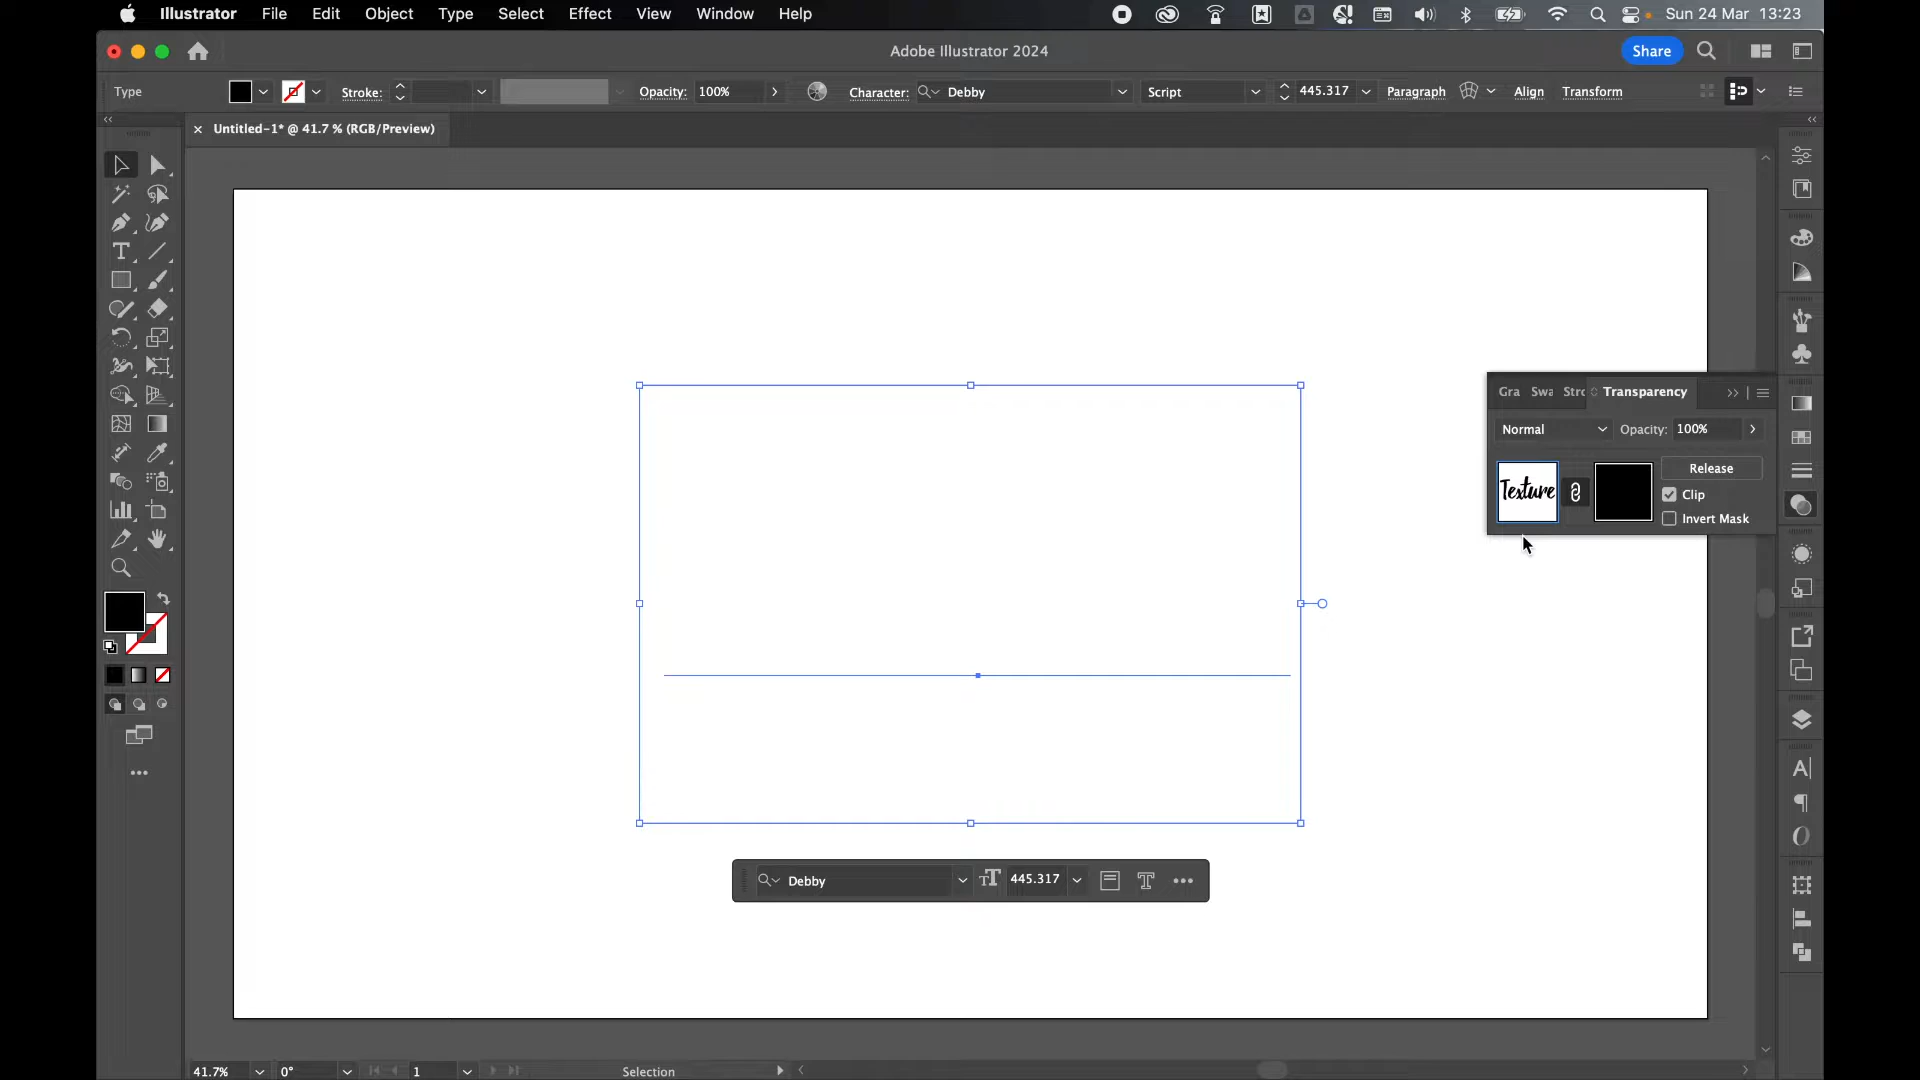 Illustrator File Edit Object Type Select Effect View Window Help Sun 24 Mar 13:23
Adobe Illustrator 2024 Share
Type Stroke: Opacity: 100% Character: Debby Script 445.317 Paragraph Align Transform
× Untitled-1* @ 41.7 % (RGB/Preview)
Gra Swa Stro Transparency
Normal Opacity: 100%
Release
Texture
Clip
Invert Mask
Debby 445.317
41.7% 0° 1 Selection